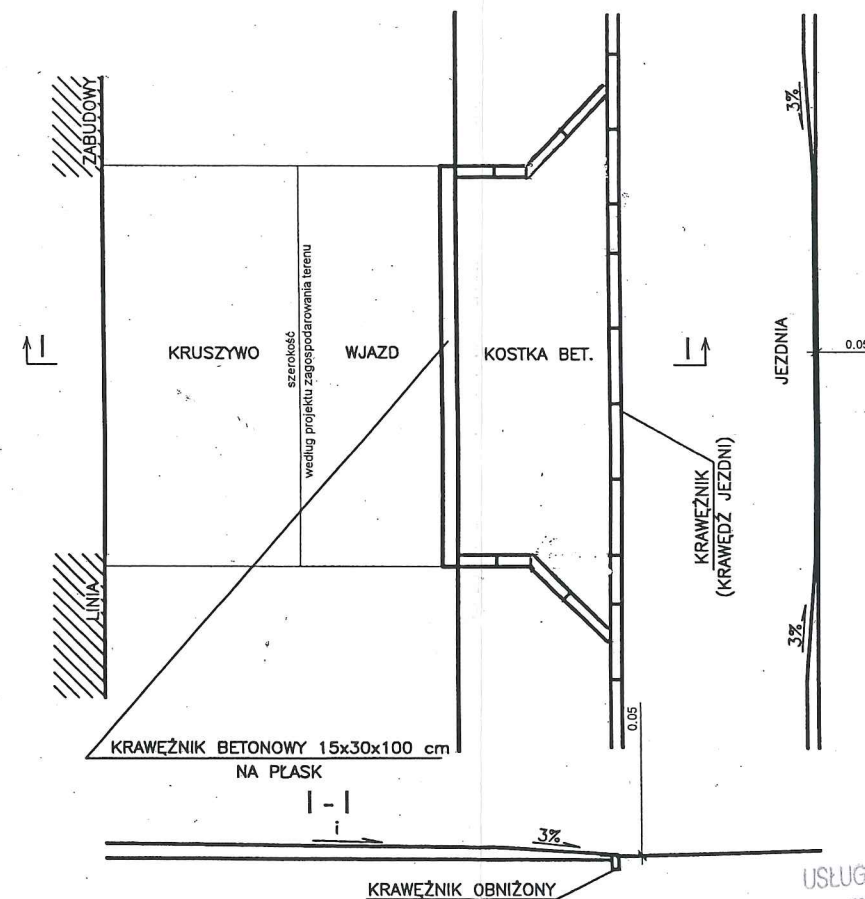 ZABUDOWY
3%
szerokość
według projektu zagospodarowania terenu
I
KRUSZYWO
WJAZD
KOSTKA BET.
I
JEZDNIA
0.05
KRAWĘŻNIK
(KRAWĘDŹ JEZDNI)
LINIA
3%
0.05
KRAWĘŻNIK BETONOWY 15x30x100 cm
NA PŁASK
I - I
i
3%
KRAWĘŻNIK OBNIŻONY
USŁUG